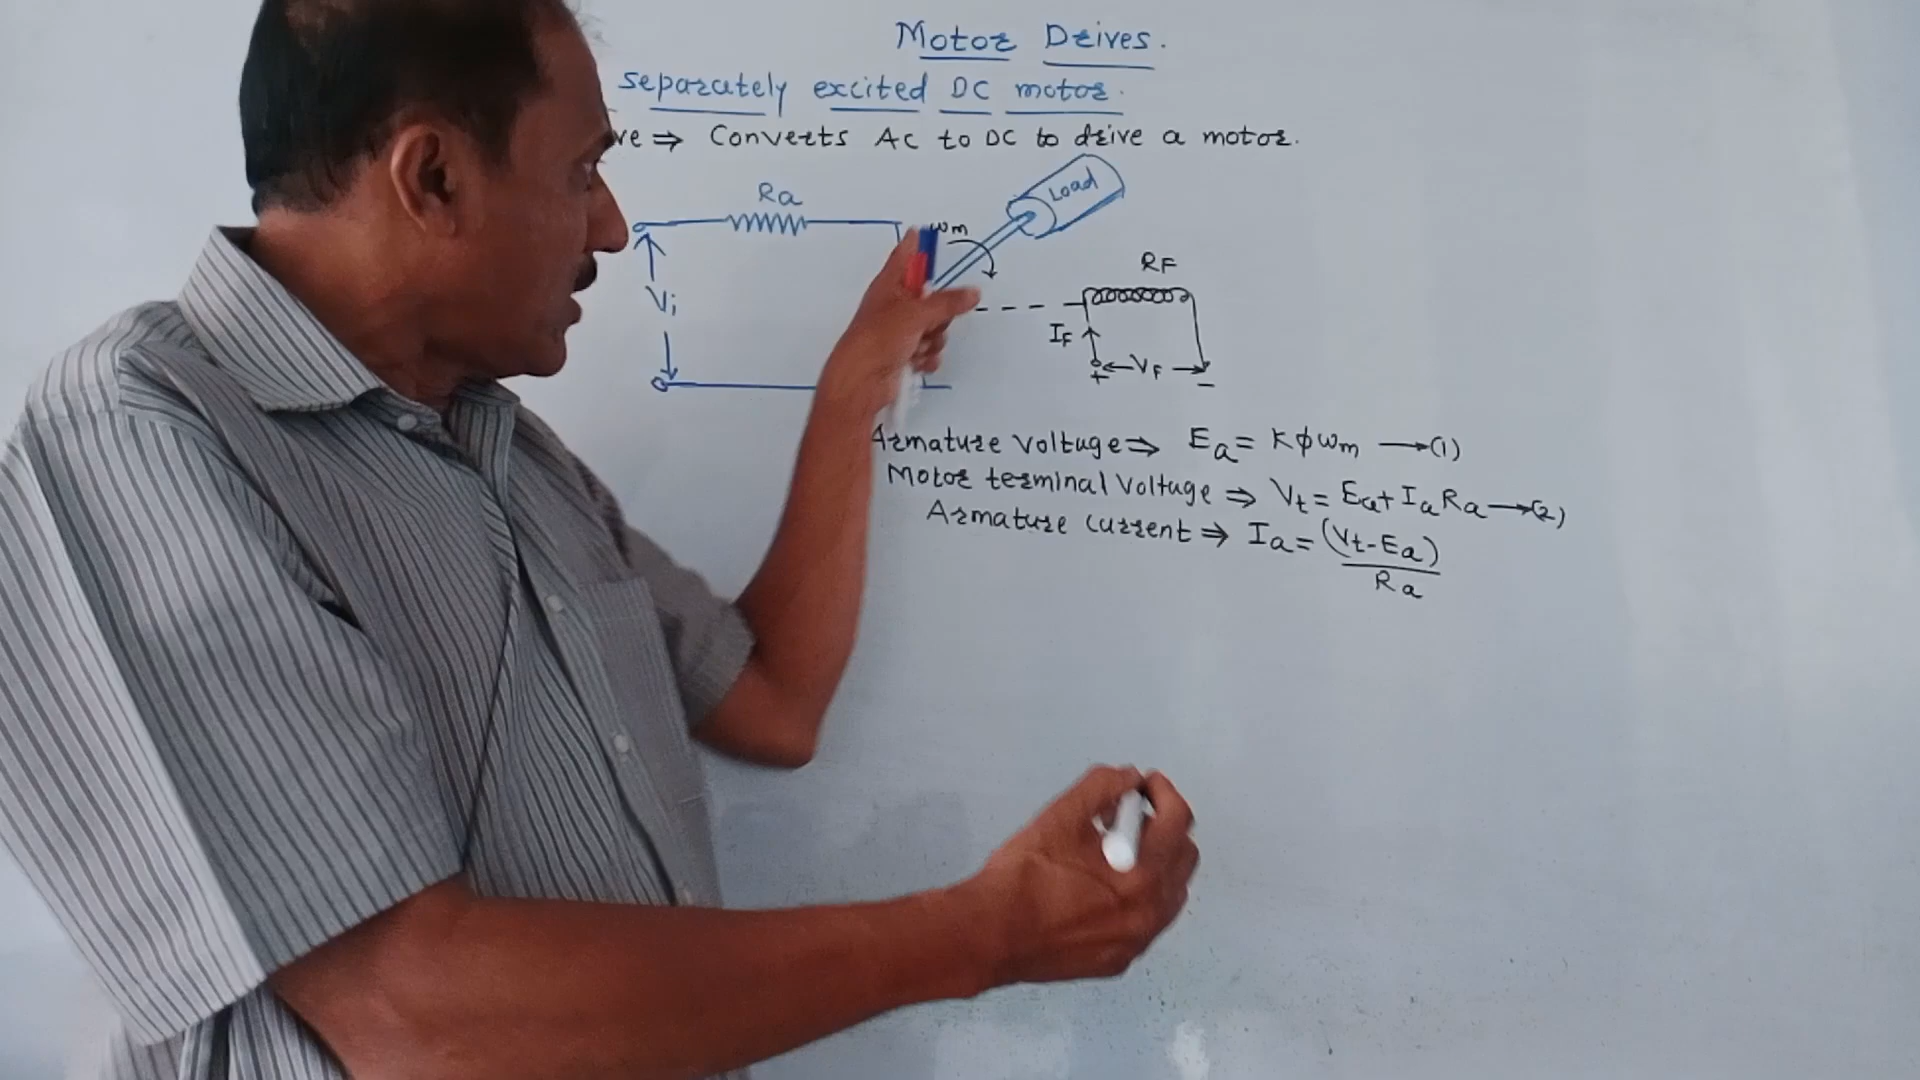 Motor Drives.
separately excited DC motor.
ve ⇒ Converts AC to DC to drive a motor.
Ra
Load
ωm
Vi
RF
IF
VF
+
−
Armature voltage ⇒ Ea = Kϕωm →(1)
Motor terminal voltage ⇒ Vt = Ea + IaRa →(2)
Armature current ⇒ Ia = (Vt - Ea)
Ra